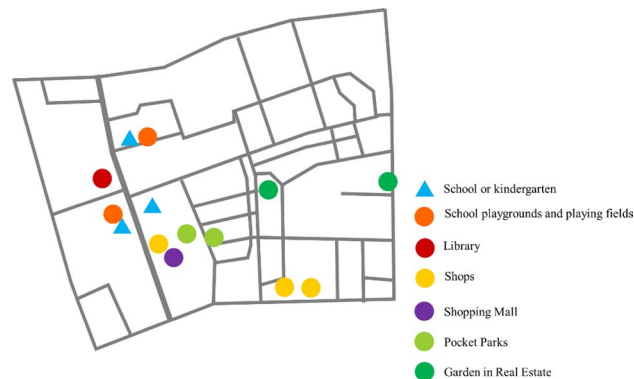 School or kindergarten
School playgrounds and playing fields
Library
Shops
Shopping Mall
Pocket Parks
Garden in Real Estate